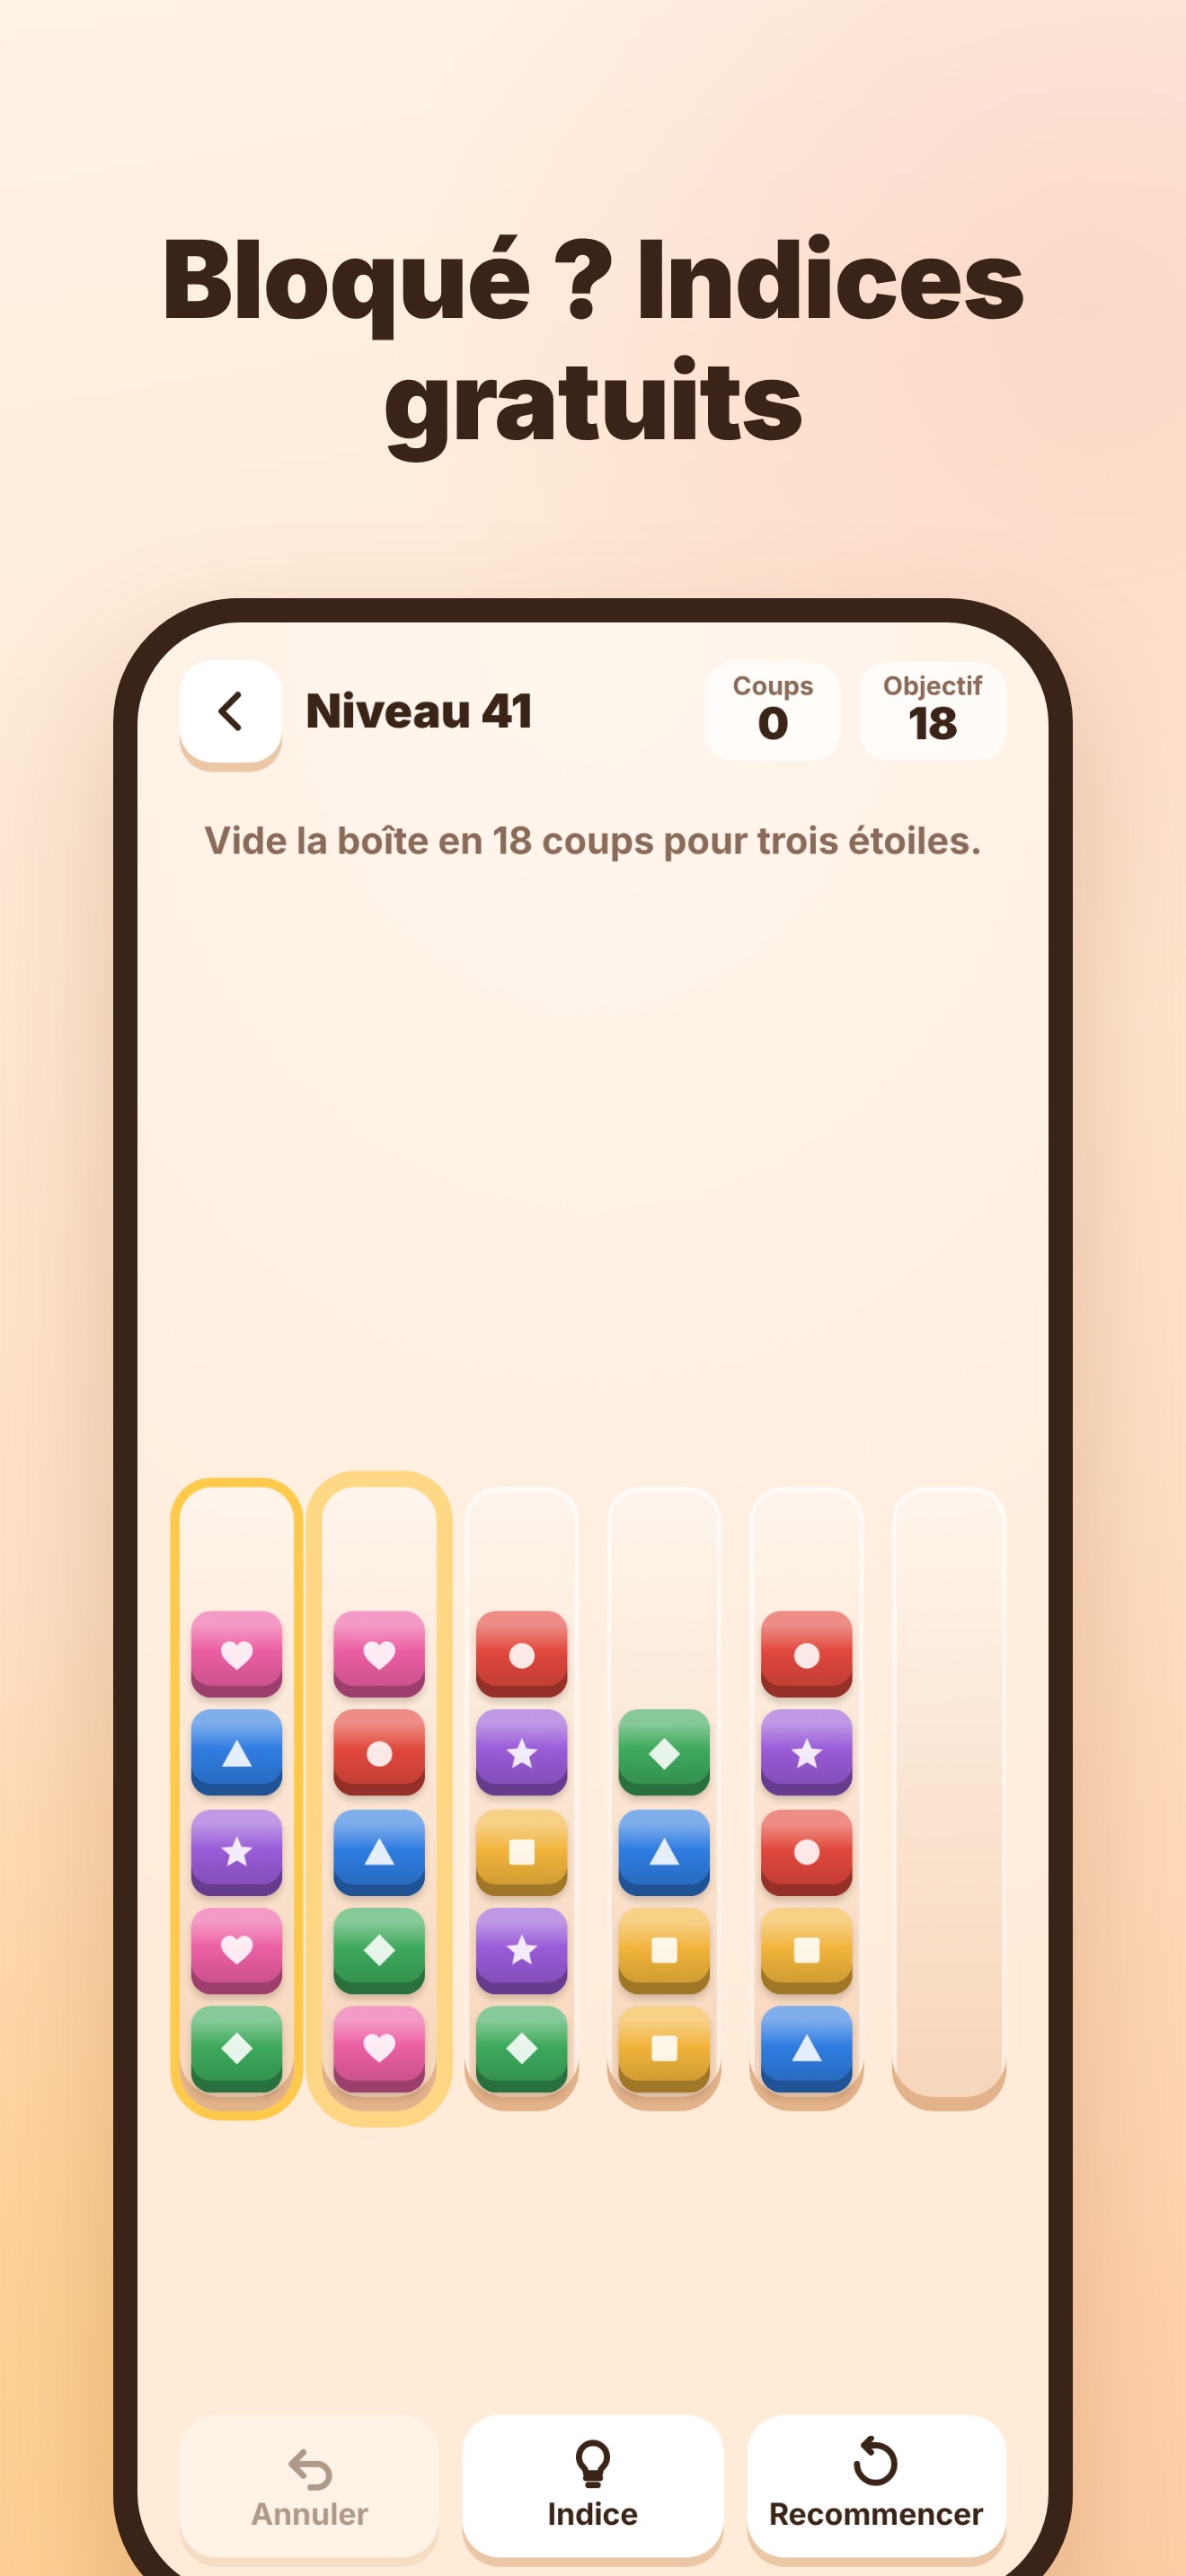 Bloqué ? Indices
gratuits
Niveau 41
Coups
0
Objectif
18
Vide la boîte en 18 coups pour trois étoiles.
Annuler
Indice
Recommencer